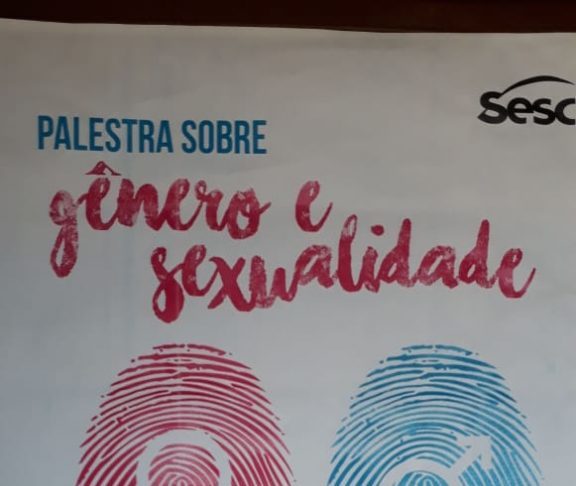 Sesc
PALESTRA SOBRE
gênero e
sexualidade